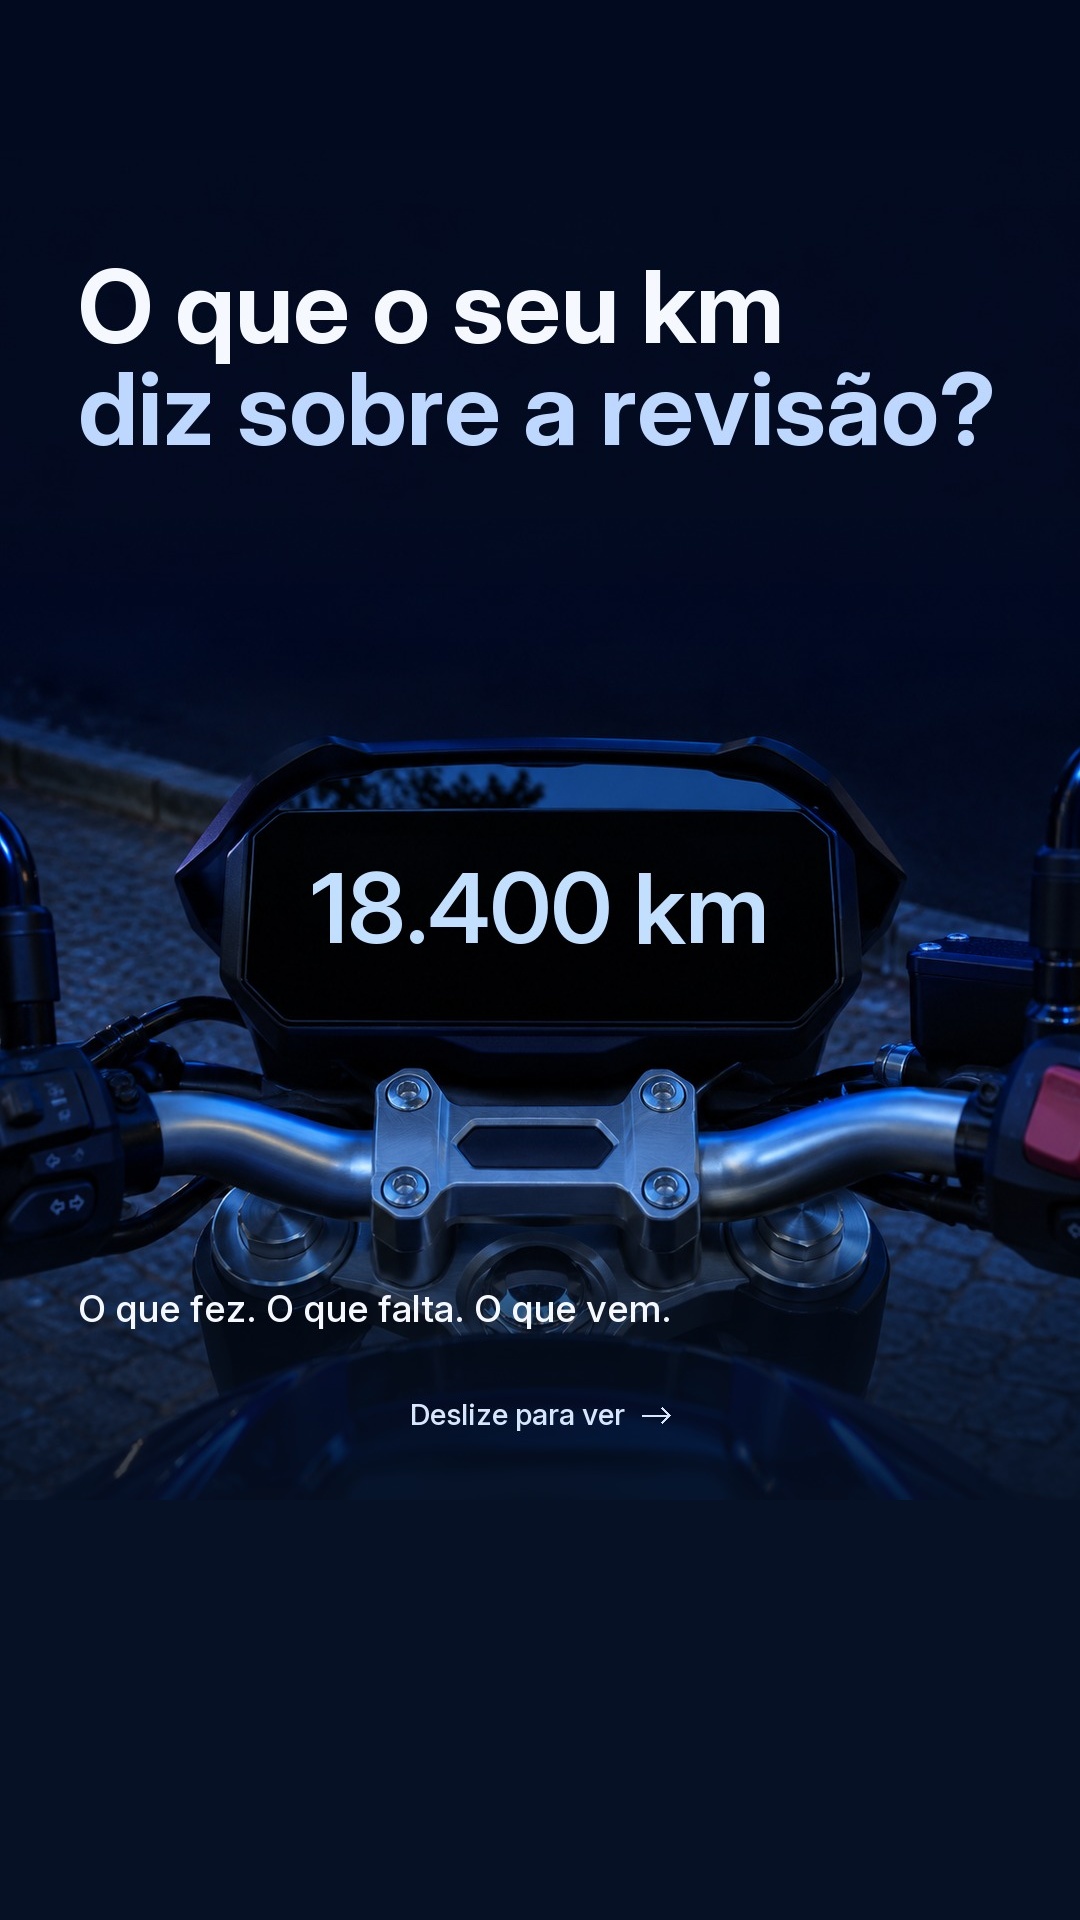 O que o seu km
diz sobre a revisão?
18.400 km
O que fez. O que falta. O que vem.
Deslize para ver →